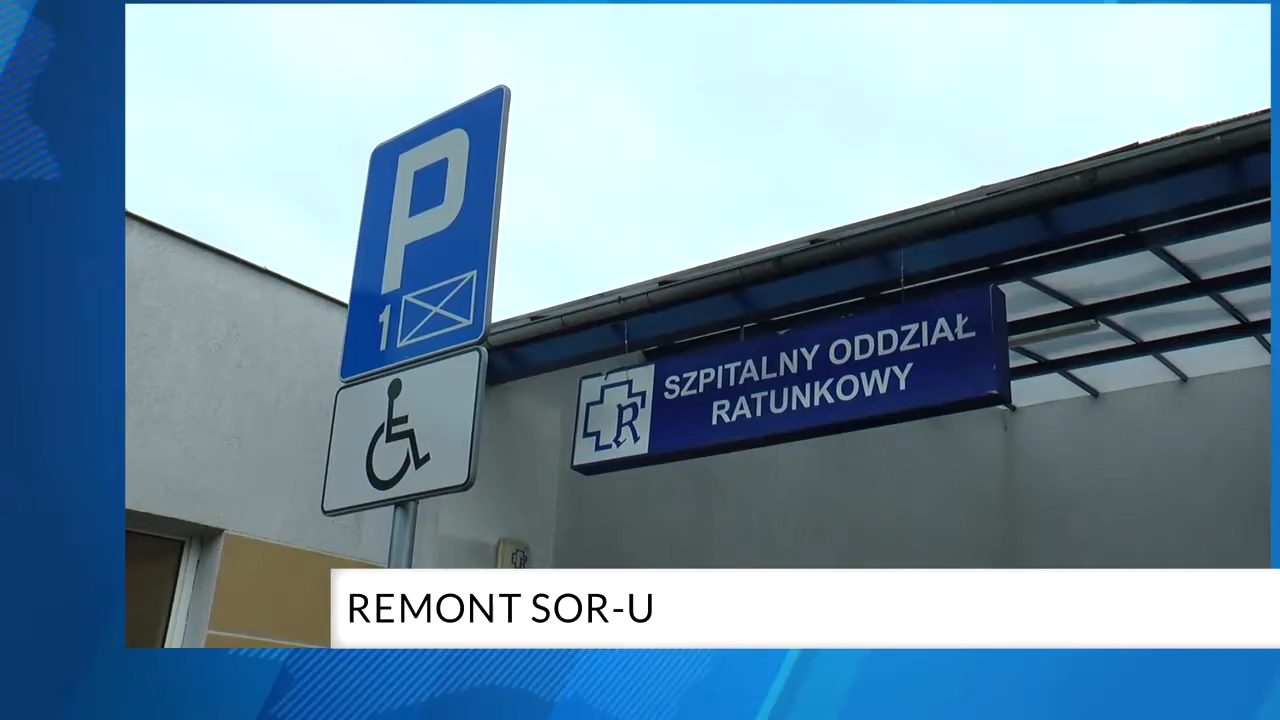 P
1
SZPITALNY ODDZIAŁ
RATUNKOWY
R
REMONT SOR-U